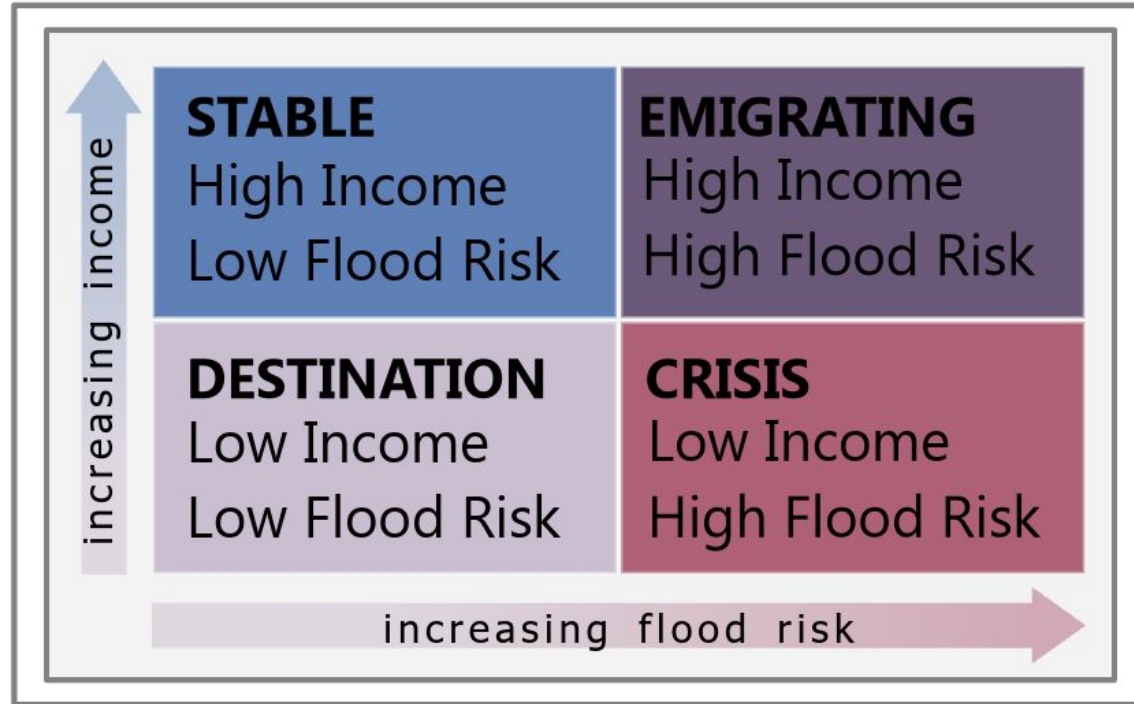 increasing income
STABLE
High Income
Low Flood Risk
EMIGRATING
High Income
High Flood Risk
DESTINATION
Low Income
Low Flood Risk
CRISIS
Low Income
High Flood Risk
increasing flood risk